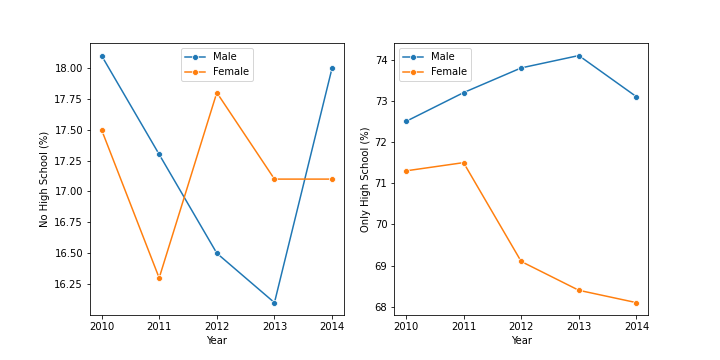 Male
Female
18.00
17.75
17.50
17.25
17.00
16.75
16.50
16.25
No High School (%)
2010 2011 2012 2013 2014
Year
Male
Female
74
73
72
71
70
69
68
Only High School (%)
2010 2011 2012 2013 2014
Year